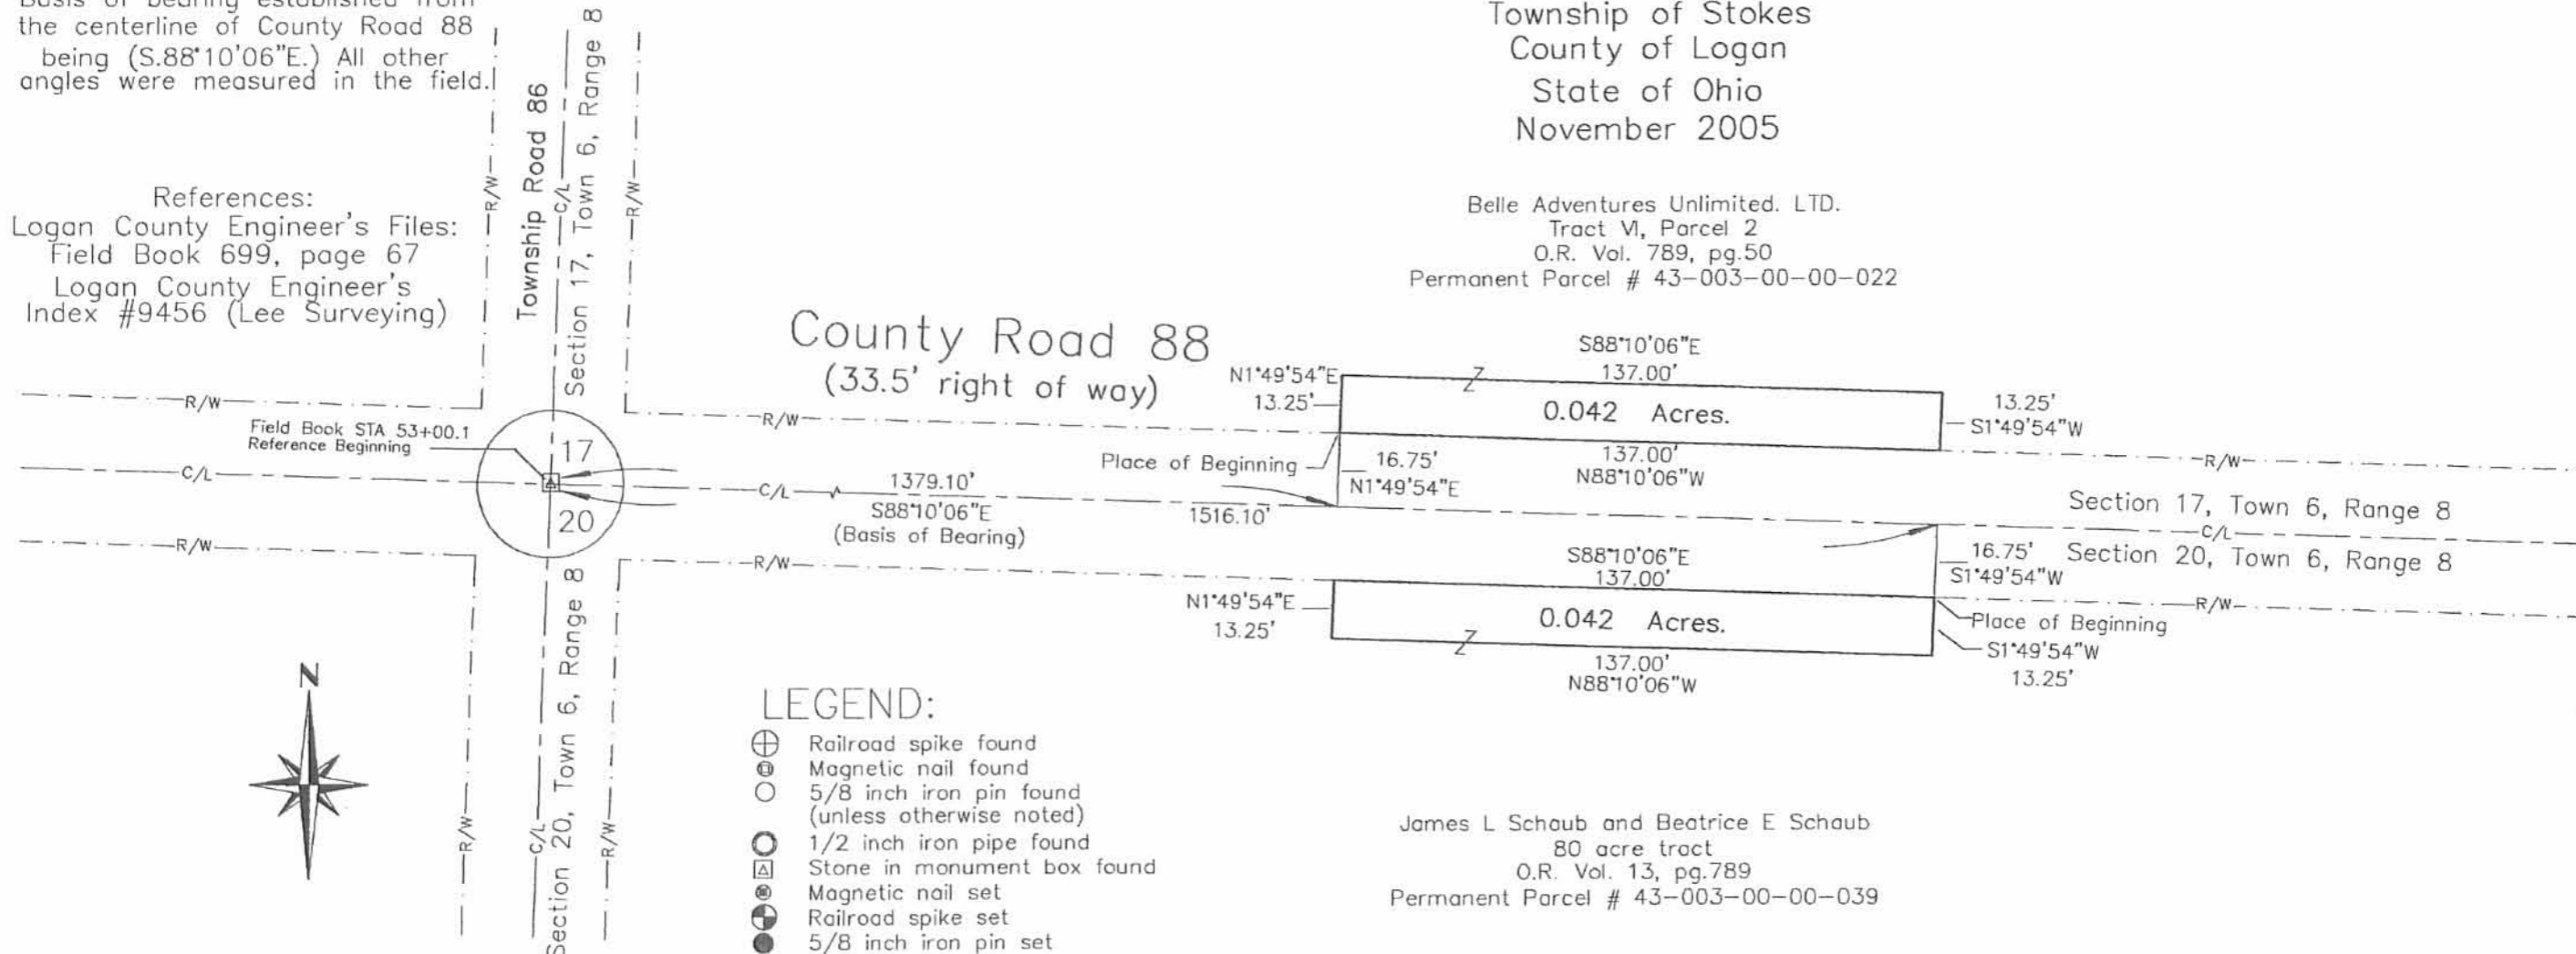 Basis of bearing established from
the centerline of County Road 88
being (S.88°10'06"E.) All other
angles were measured in the field.
References:
Logan County Engineer's Files:
Field Book 699, page 67
Logan County Engineer's
Index #9456 (Lee Surveying)
Township of Stokes
County of Logan
State of Ohio
November 2005
Belle Adventures Unlimited. LTD.
Tract VI, Parcel 2
O.R. Vol. 789, pg.50
Permanent Parcel # 43-003-00-00-022
Township Road 86
C/L
Section 17, Town 6, Range 8
R/W
R/W
County Road 88
(33.5' right of way)
R/W
R/W
R/W
Field Book STA 53+00.1
Reference Beginning
17
20
C/L
C/L
1379.10'
S88°10'06"E
(Basis of Bearing)
1516.10'
Place of Beginning
N1°49'54"E
13.25'
S88°10'06"E
137.00'
0.042 Acres.
13.25'
S1°49'54"W
137.00'
N88°10'06"W
16.75'
N1°49'54"E
Section 17, Town 6, Range 8
C/L
Section 20, Town 6, Range 8
R/W
R/W
R/W
S88°10'06"E
137.00'
16.75'
S1°49'54"W
N1°49'54"E
13.25'
0.042 Acres.
Place of Beginning
S1°49'54"W
13.25'
137.00'
N88°10'06"W
Section 20, Town 6, Range 8
C/L
R/W
R/W
N
LEGEND:
Railroad spike found
Magnetic nail found
5/8 inch iron pin found
(unless otherwise noted)
1/2 inch iron pipe found
Stone in monument box found
Magnetic nail set
Railroad spike set
5/8 inch iron pin set
James L Schaub and Beatrice E Schaub
80 acre tract
O.R. Vol. 13, pg.789
Permanent Parcel # 43-003-00-00-039